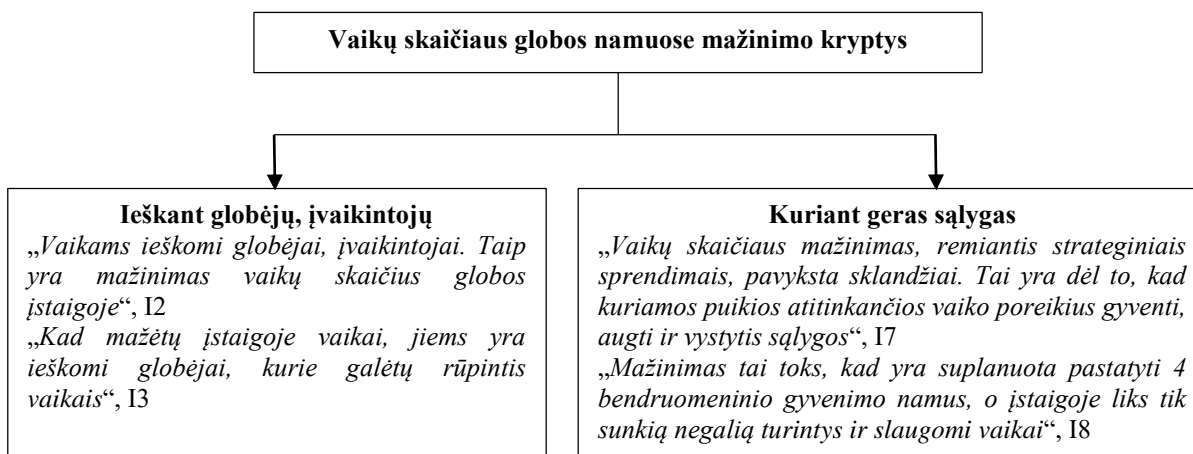 Vaikų skaičiaus globos namuose mažinimo kryptys
Ieškant globėjų, įvaikintojų
„Vaikams ieškomi globėjai, įvaikintojai. Taip
yra mažinimas vaikų skaičius globos
įstaigoje“, I2
„Kad mažėtų įstaigoje vaikai, jiems yra
ieškomi globėjai, kurie galėtų rūpintis
vaikais“, I3
Kuriant geras sąlygas
„Vaikų skaičiaus mažinimas, remiantis strateginiais
sprendimais, pavyksta sklandžiai. Tai yra dėl to, kad
kuriamos puikios atitinkančios vaiko poreikius gyventi,
augti ir vystytis sąlygos“, I7
„Mažinimas tai toks, kad yra suplanuota pastatyti 4
bendruomeninio gyvenimo namus, o įstaigoje liks tik
sunkią negalią turintys ir slaugomi vaikai“, I8